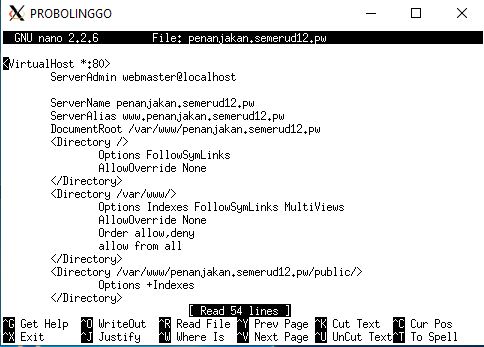 PROBOLINGGO
GNU nano 2.2.6 File: penanjakan.semerud12.pw
<VirtualHost *:80>
ServerAdmin webmaster@localhost
ServerName penanjakan.semerud12.pw
ServerAlias www.penanjakan.semerud12.pw
DocumentRoot /var/www/penanjakan.semerud12.pw
<Directory />
Options FollowSymLinks
AllowOverride None
</Directory>
<Directory /var/www/>
Options Indexes FollowSymLinks MultiViews
AllowOverride None
Order allow,deny
allow from all
</Directory>
<Directory /var/www/penanjakan.semerud12.pw/public/>
Options +Indexes
</Directory>
[ Read 54 lines ]
^G Get Help ^O WriteOut ^R Read File ^Y Prev Page ^K Cut Text ^C Cur Pos
^X Exit ^J Justify ^W Where Is ^V Next Page ^U UnCut Text ^T To Spell